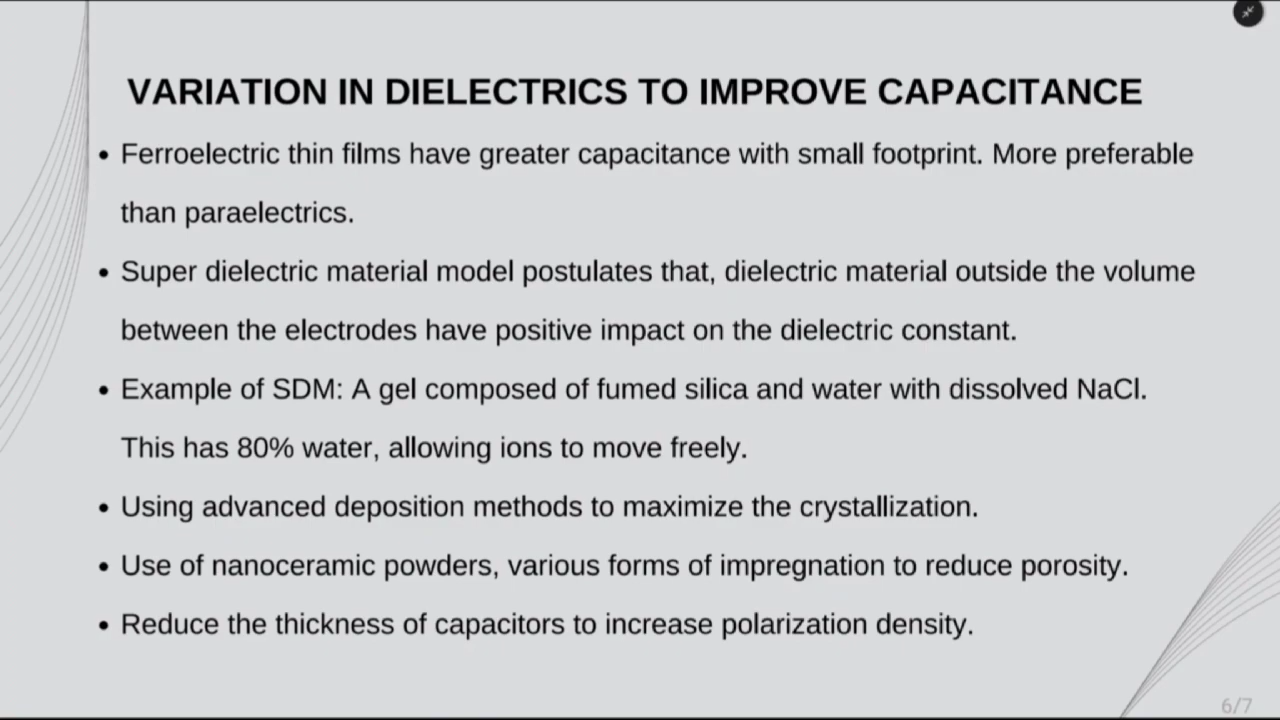 VARIATION IN DIELECTRICS TO IMPROVE CAPACITANCE
• Ferroelectric thin films have greater capacitance with small footprint. More preferable
than paraelectrics.
• Super dielectric material model postulates that, dielectric material outside the volume
between the electrodes have positive impact on the dielectric constant.
• Example of SDM: A gel composed of fumed silica and water with dissolved NaCl.
This has 80% water, allowing ions to move freely.
• Using advanced deposition methods to maximize the crystallization.
• Use of nanoceramic powders, various forms of impregnation to reduce porosity.
• Reduce the thickness of capacitors to increase polarization density.
6/7